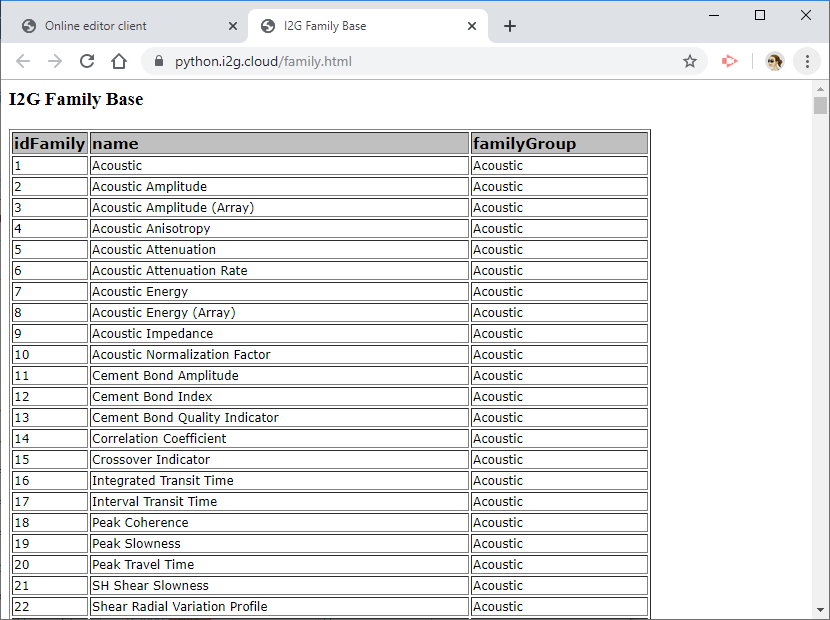 Online editor client
I2G Family Base
python.i2g.cloud/family.html
I2G Family Base
idFamily name familyGroup
1 Acoustic Acoustic
2 Acoustic Amplitude Acoustic
3 Acoustic Amplitude (Array) Acoustic
4 Acoustic Anisotropy Acoustic
5 Acoustic Attenuation Acoustic
6 Acoustic Attenuation Rate Acoustic
7 Acoustic Energy Acoustic
8 Acoustic Energy (Array) Acoustic
9 Acoustic Impedance Acoustic
10 Acoustic Normalization Factor Acoustic
11 Cement Bond Amplitude Acoustic
12 Cement Bond Index Acoustic
13 Cement Bond Quality Indicator Acoustic
14 Correlation Coefficient Acoustic
15 Crossover Indicator Acoustic
16 Integrated Transit Time Acoustic
17 Interval Transit Time Acoustic
18 Peak Coherence Acoustic
19 Peak Slowness Acoustic
20 Peak Travel Time Acoustic
21 SH Shear Slowness Acoustic
22 Shear Radial Variation Profile Acoustic